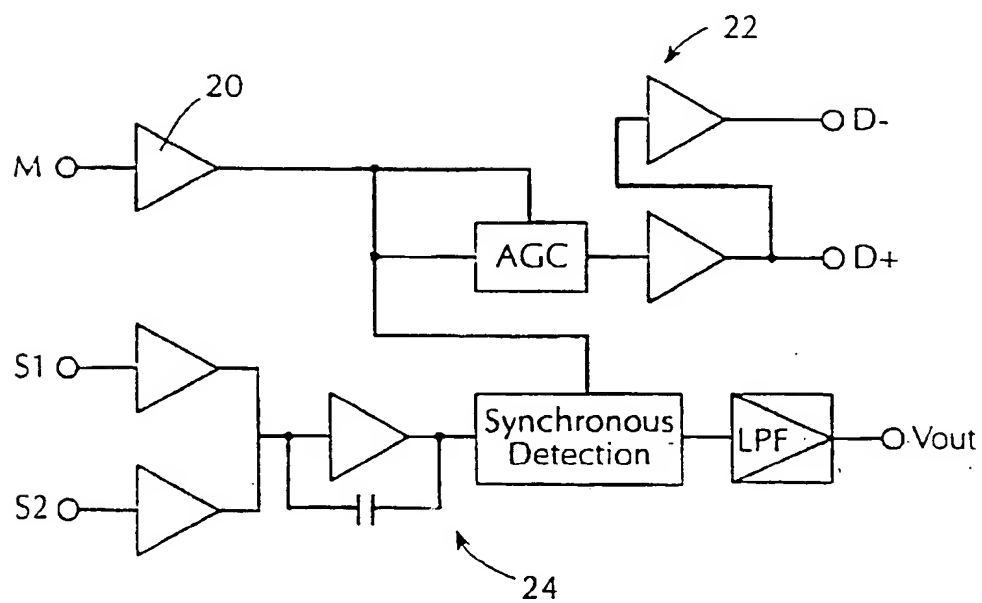 22
20
D-
M
AGC
D+
S1
Synchronous
Detection
LPF
Vout
S2
24